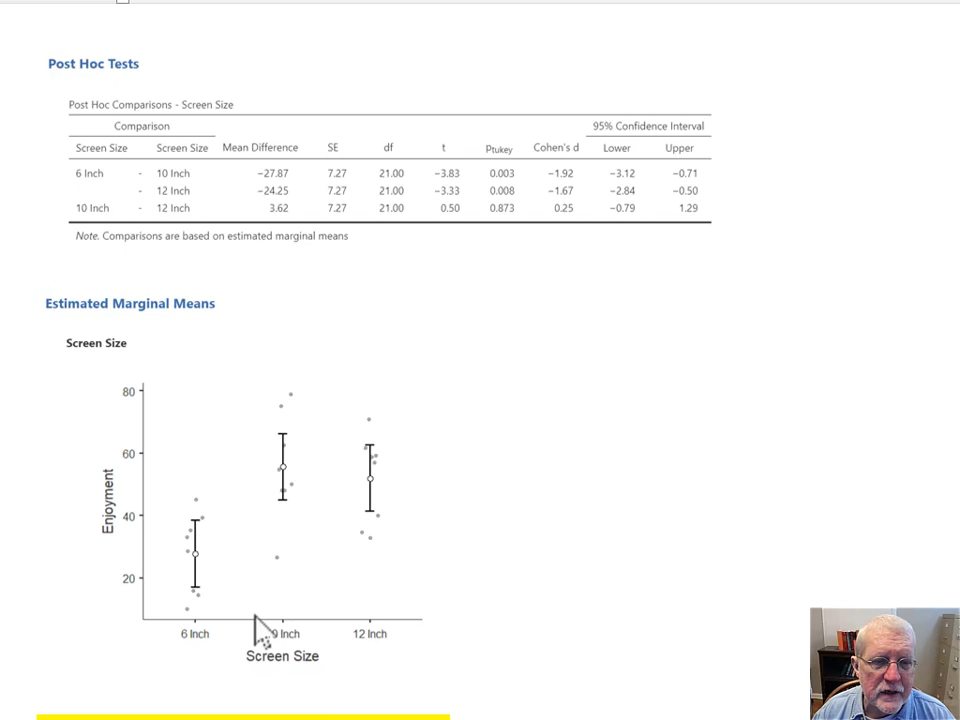 Post Hoc Tests
Post Hoc Comparisons - Screen Size
Comparison 95% Confidence Interval
Screen Size Screen Size Mean Difference SE df t Ptukey Cohen's d Lower Upper
6 Inch - 10 Inch −27.87 7.27 21.00 −3.83 0.003 −1.92 −3.12 −0.71
- 12 Inch −24.25 7.27 21.00 −3.33 0.008 −1.67 −2.84 −0.50
10 Inch - 12 Inch 3.62 7.27 21.00 0.50 0.873 0.25 −0.79 1.29
Note. Comparisons are based on estimated marginal means
Estimated Marginal Means
Screen Size
80
60
40
20
Enjoyment
6 Inch Inch 12 Inch
Screen Size